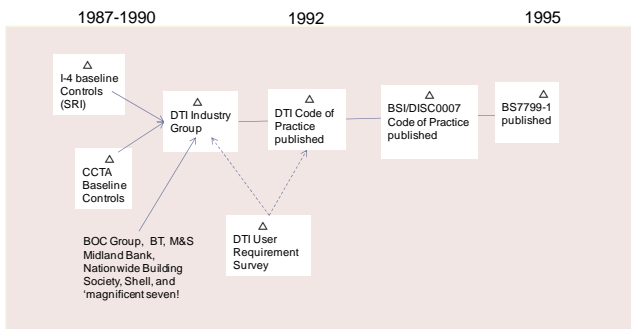 1987-1990
1992
1995
I-4 baseline
Controls
(SRI)
DTI Industry
Group
DTI Code of
Practice
published
BSI/DISC0007
Code of Practice
published
BS7799-1
published
CCTA
Baseline
Controls
BOC Group, BT, M&S
Midland Bank,
Nationwide Building
Society, Shell, and
‘magnificent seven!
DTI User
Requirement
Survey